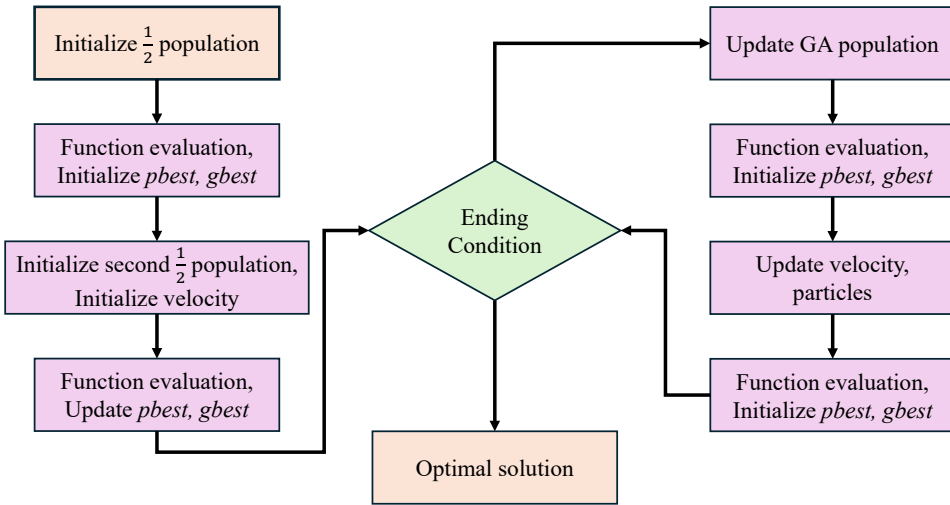 Initialize 1/2 population
Function evaluation,
Initialize pbest, gbest
Initialize second 1/2 population,
Initialize velocity
Function evaluation,
Update pbest, gbest
Ending
Condition
Optimal solution
Update GA population
Function evaluation,
Initialize pbest, gbest
Update velocity,
particles
Function evaluation,
Initialize pbest, gbest